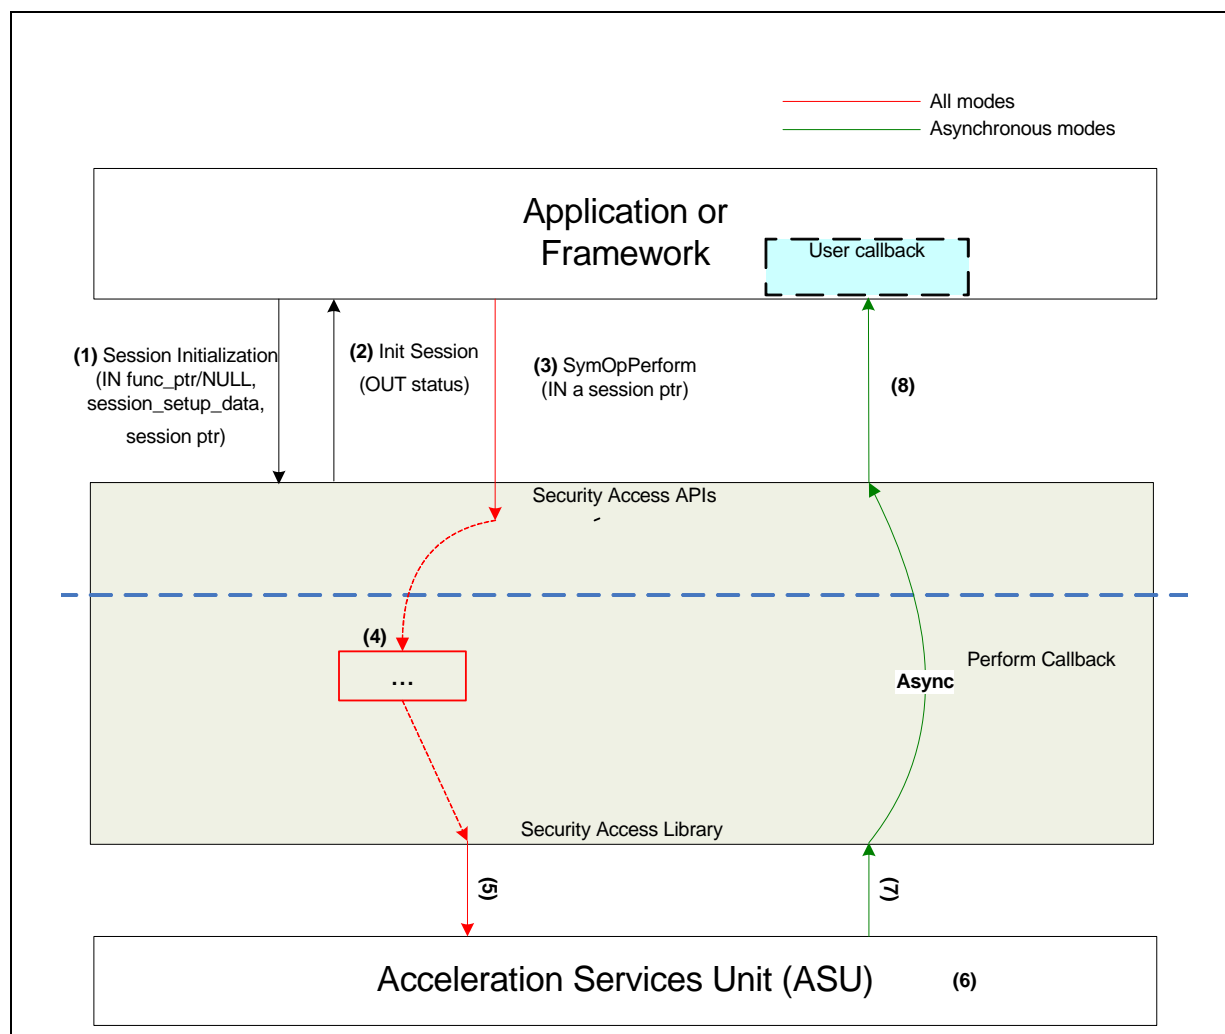 All modes
Asynchronous modes
Application or
Framework
User callback
(1) Session Initialization
(IN func_ptr/NULL,
session_setup_data,
session ptr)
(2) Init Session
(OUT status)
(3) SymOpPerform
(IN a session ptr)
(8)
Security Access APIs
(4)
...
Perform Callback
Async
Security Access Library
(5)
(7)
Acceleration Services Unit (ASU)
(6)